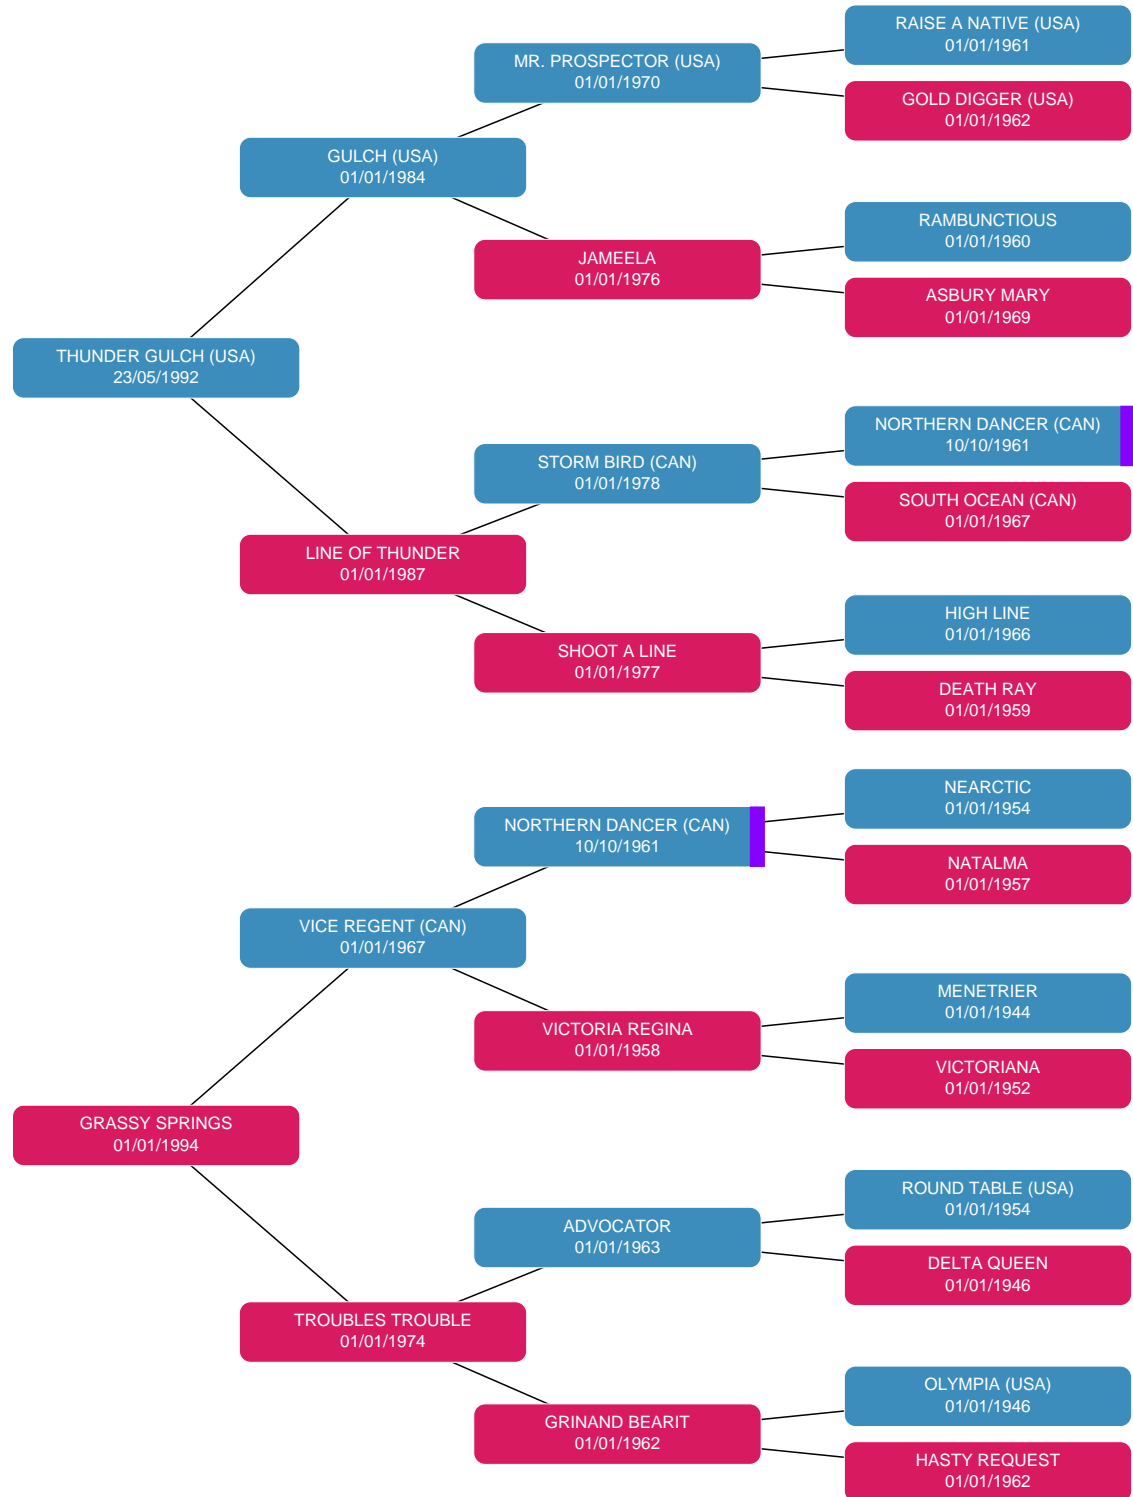 RAISE A NATIVE (USA)
01/01/1961
MR. PROSPECTOR (USA)
01/01/1970
GOLD DIGGER (USA)
01/01/1962
GULCH (USA)
01/01/1984
RAMBUNCTIOUS
01/01/1960
JAMEELA
01/01/1976
ASBURY MARY
01/01/1969
THUNDER GULCH (USA)
23/05/1992
NORTHERN DANCER (CAN)
10/10/1961
STORM BIRD (CAN)
01/01/1978
SOUTH OCEAN (CAN)
01/01/1967
LINE OF THUNDER
01/01/1987
HIGH LINE
01/01/1966
SHOOT A LINE
01/01/1977
DEATH RAY
01/01/1959
NEARCTIC
01/01/1954
NORTHERN DANCER (CAN)
10/10/1961
NATALMA
01/01/1957
VICE REGENT (CAN)
01/01/1967
MENETRIER
01/01/1944
VICTORIA REGINA
01/01/1958
VICTORIANA
01/01/1952
GRASSY SPRINGS
01/01/1994
ROUND TABLE (USA)
01/01/1954
ADVOCATOR
01/01/1963
DELTA QUEEN
01/01/1946
TROUBLES TROUBLE
01/01/1974
OLYMPIA (USA)
01/01/1946
GRINAND BEARIT
01/01/1962
HASTY REQUEST
01/01/1962